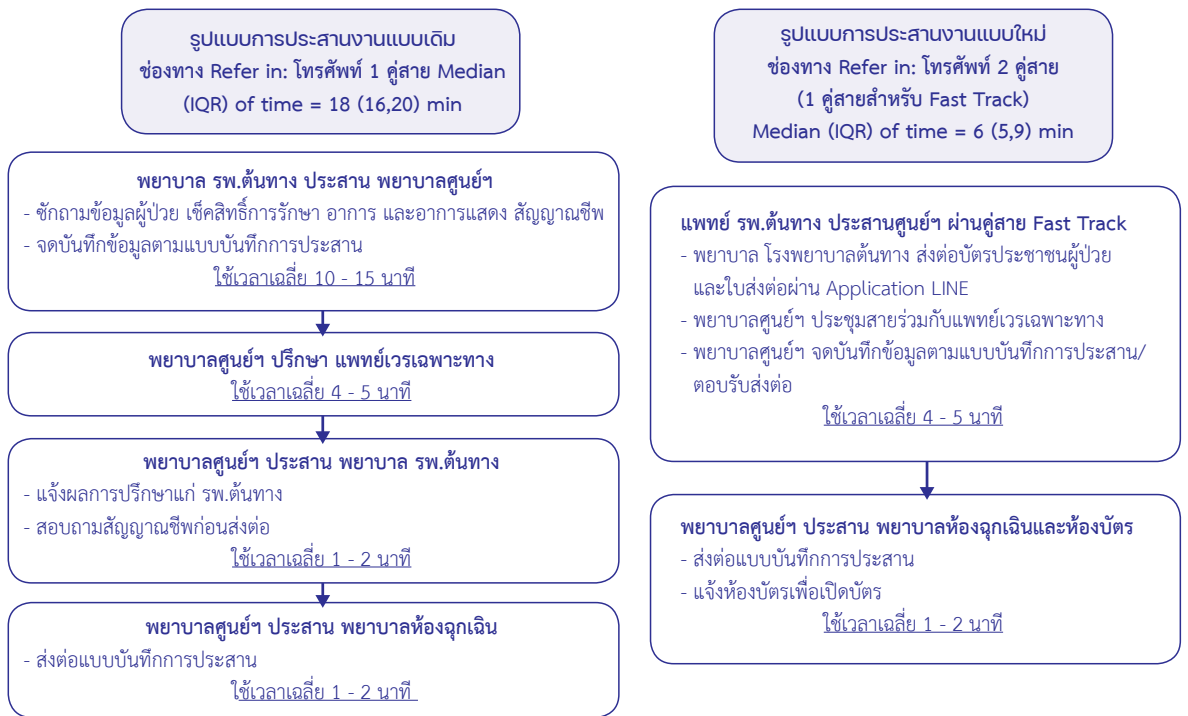 รูปแบบการประสานงานแบบเดิม
ช่องทาง Refer in: โทรศัพท์ 1 คู่สาย Median
(IQR) of time = 18 (16,20) min
พยาบาล รพ.ต้นทาง ประสาน พยาบาลศูนย์ฯ
- ซักถามข้อมูลผู้ป่วย เช็คสิทธิ์การรักษา อาการ และอาการแสดง สัญญาณชีพ
- จดบันทึกข้อมูลตามแบบบันทึกการประสาน
ใช้เวลาเฉลี่ย 10 - 15 นาที
พยาบาลศูนย์ฯ ปรึกษา แพทย์เวรเฉพาะทาง
ใช้เวลาเฉลี่ย 4 - 5 นาที
พยาบาลศูนย์ฯ ประสาน พยาบาล รพ.ต้นทาง
- แจ้งผลการปรึกษาแก่ รพ.ต้นทาง
- สอบถามสัญญาณชีพก่อนส่งต่อ
ใช้เวลาเฉลี่ย 1 - 2 นาที
พยาบาลศูนย์ฯ ประสาน พยาบาลห้องฉุกเฉิน
- ส่งต่อแบบบันทึกการประสาน
ใช้เวลาเฉลี่ย 1 - 2 นาที
รูปแบบการประสานงานแบบใหม่
ช่องทาง Refer in: โทรศัพท์ 2 คู่สาย
(1 คู่สายสำหรับ Fast Track)
Median (IQR) of time = 6 (5,9) min
แพทย์ รพ.ต้นทาง ประสานศูนย์ฯ ผ่านคู่สาย Fast Track
- พยาบาล โรงพยาบาลต้นทาง ส่งต่อบัตรประชาชนผู้ป่วย
และใบส่งต่อผ่าน Application LINE
- พยาบาลศูนย์ฯ ประชุมสายร่วมกับแพทย์เวรเฉพาะทาง
- พยาบาลศูนย์ฯ จดบันทึกข้อมูลตามแบบบันทึกการประสาน/
ตอบรับส่งต่อ
ใช้เวลาเฉลี่ย 4 - 5 นาที
พยาบาลศูนย์ฯ ประสาน พยาบาลห้องฉุกเฉินและห้องบัตร
- ส่งต่อแบบบันทึกการประสาน
- แจ้งห้องบัตรเพื่อเปิดบัตร
ใช้เวลาเฉลี่ย 1 - 2 นาที